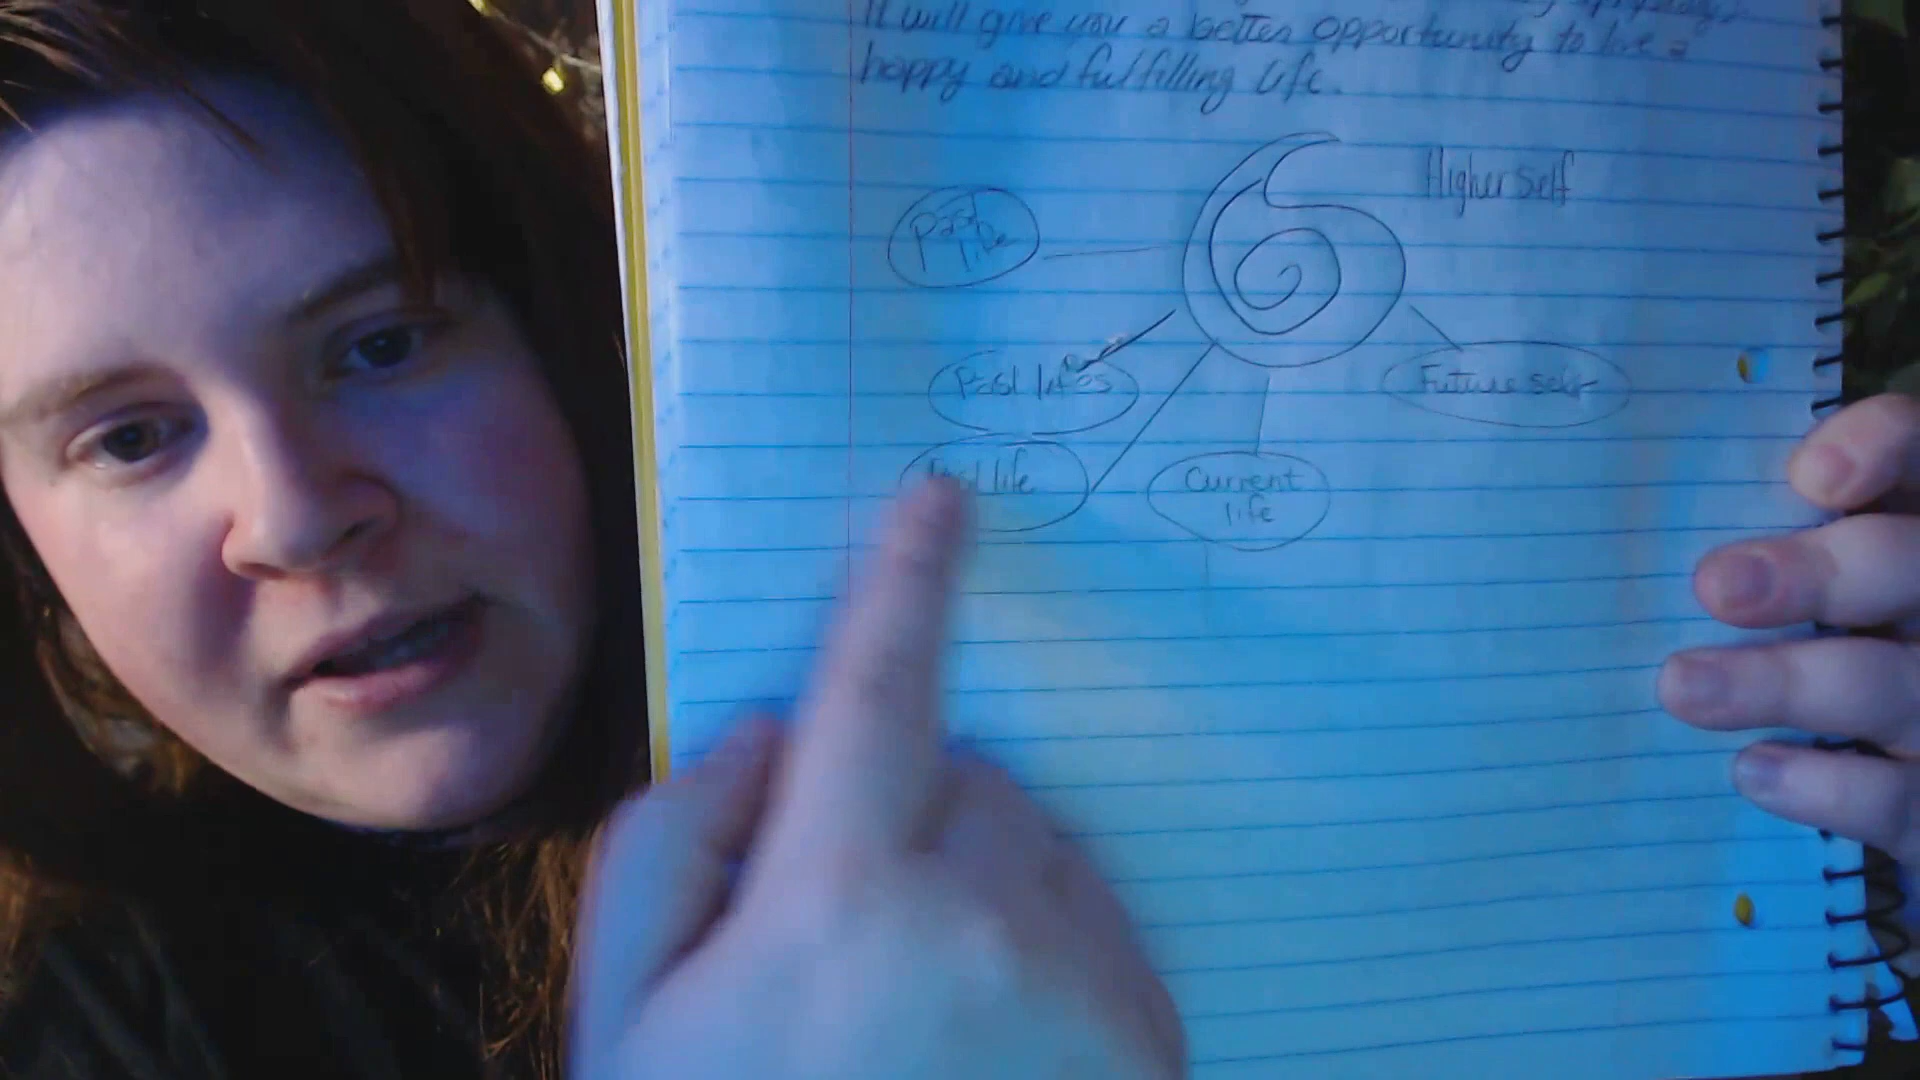 It will give you a better opportunity to live a
happy and fulfilling life.
Higher self
past
life
Past lifes
Future self
Past life
Current
life